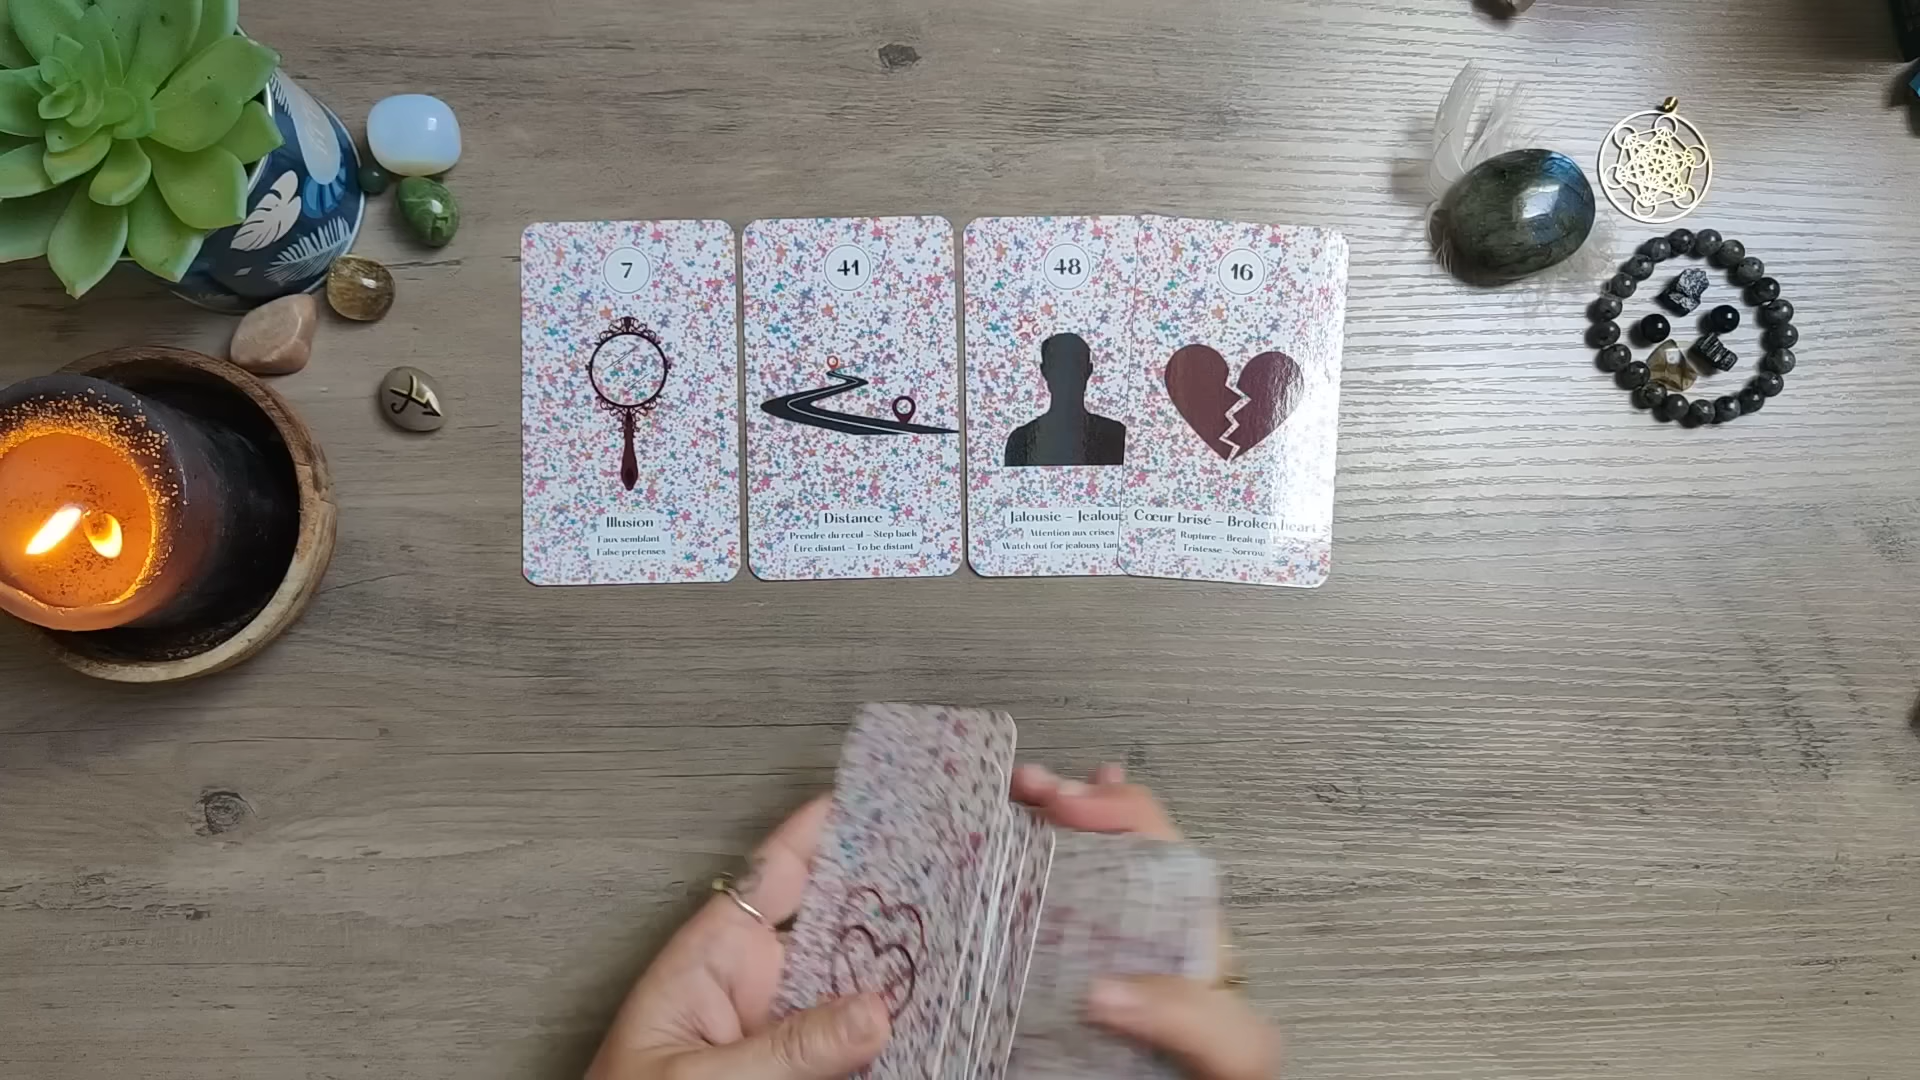 7
Illusion
Faux semblant
False pretenses
41
Distance
Prendre du recul – Step back
Être distant – To be distant
48
Jalousie – Jealous
Attention aux crises
Watch out for jealousy
16
Cœur brisé – Broken heart
Rupture – Break up
Tristesse – Sorrow